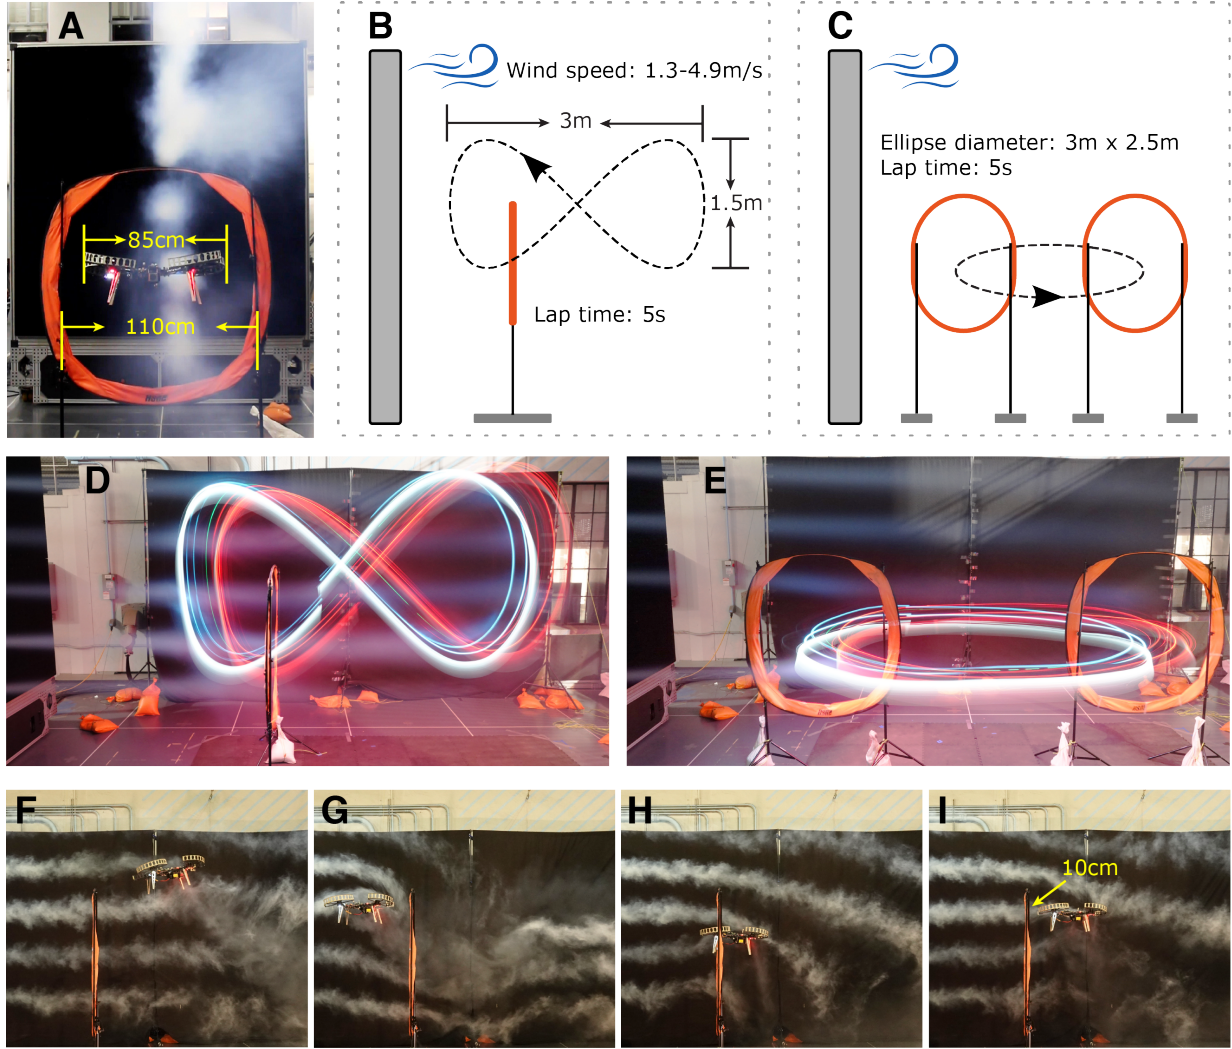 A
85cm
110cm
B
Wind speed: 1.3-4.9m/s
3m
1.5m
Lap time: 5s
C
Ellipse diameter: 3m x 2.5m
Lap time: 5s
D
E
F
G
H
I
10cm